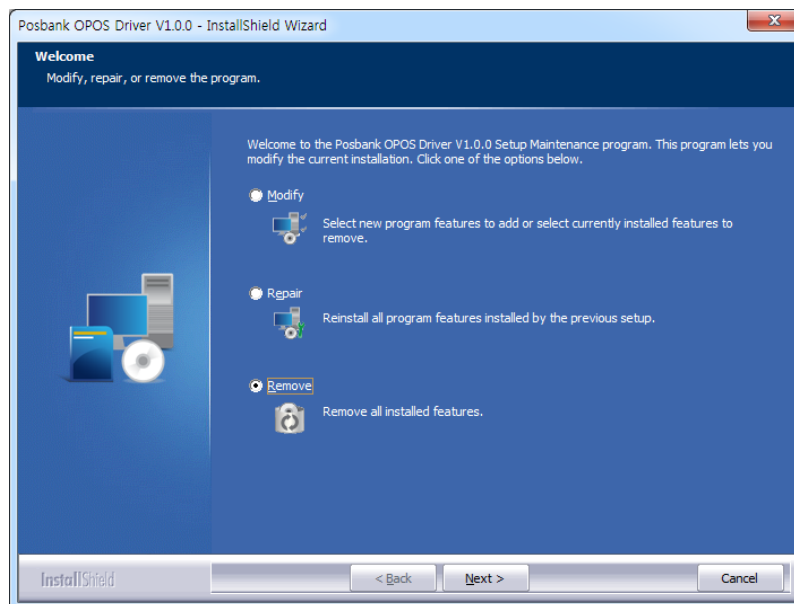 Posbank OPOS Driver V1.0.0 - InstallShield Wizard
Welcome
Modify, repair, or remove the program.
Welcome to the Posbank OPOS Driver V1.0.0 Setup Maintenance program. This program lets you
modify the current installation. Click one of the options below.
Modify
Select new program features to add or select currently installed features to
remove.
Repair
Reinstall all program features installed by the previous setup.
Remove
Remove all installed features.
InstallShield
< Back
Next >
Cancel